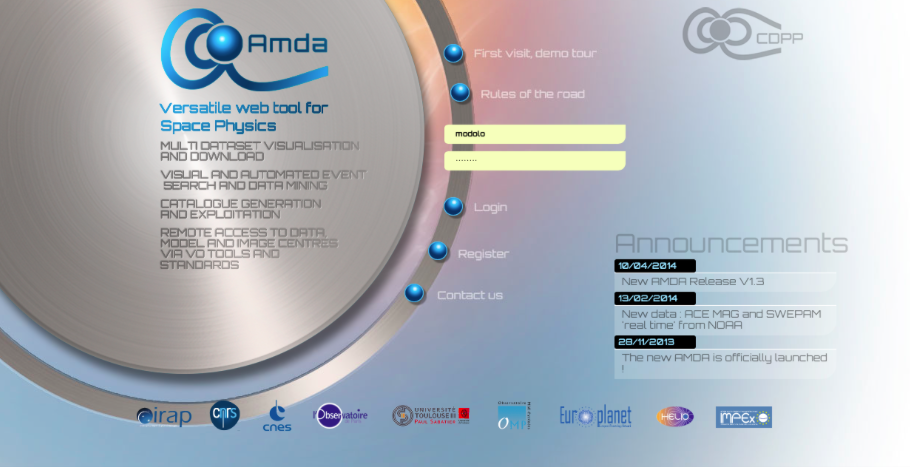 Amda
CDPP
Versatile web tool for
Space Physics
MULTI DATASET VISUALISATION
AND DOWNLOAD
VISUAL AND AUTOMATED EVENT
SEARCH AND DATA MINING
CATALOGUE GENERATION
AND EXPLOITATION
REMOTE ACCESS TO DATA,
MODEL AND IMAGE CENTRES
VIA VO TOOLS AND
STANDARDS
First visit, demo tour
Rules of the road
modolo
........
Login
Register
Contact us
Announcements
10/04/2014
New AMDA Release V1.3
13/02/2014
New data : ACE MAG and SWEPAM
'real time' from NOAA
28/11/2013
The new AMDA is officially launched
!
irap
cnrs
cnes
l'Observatoire
UNIVERSITÉ
TOULOUSE III
PAUL SABATIER
OMP
Europlanet
HELIO
IMPEx